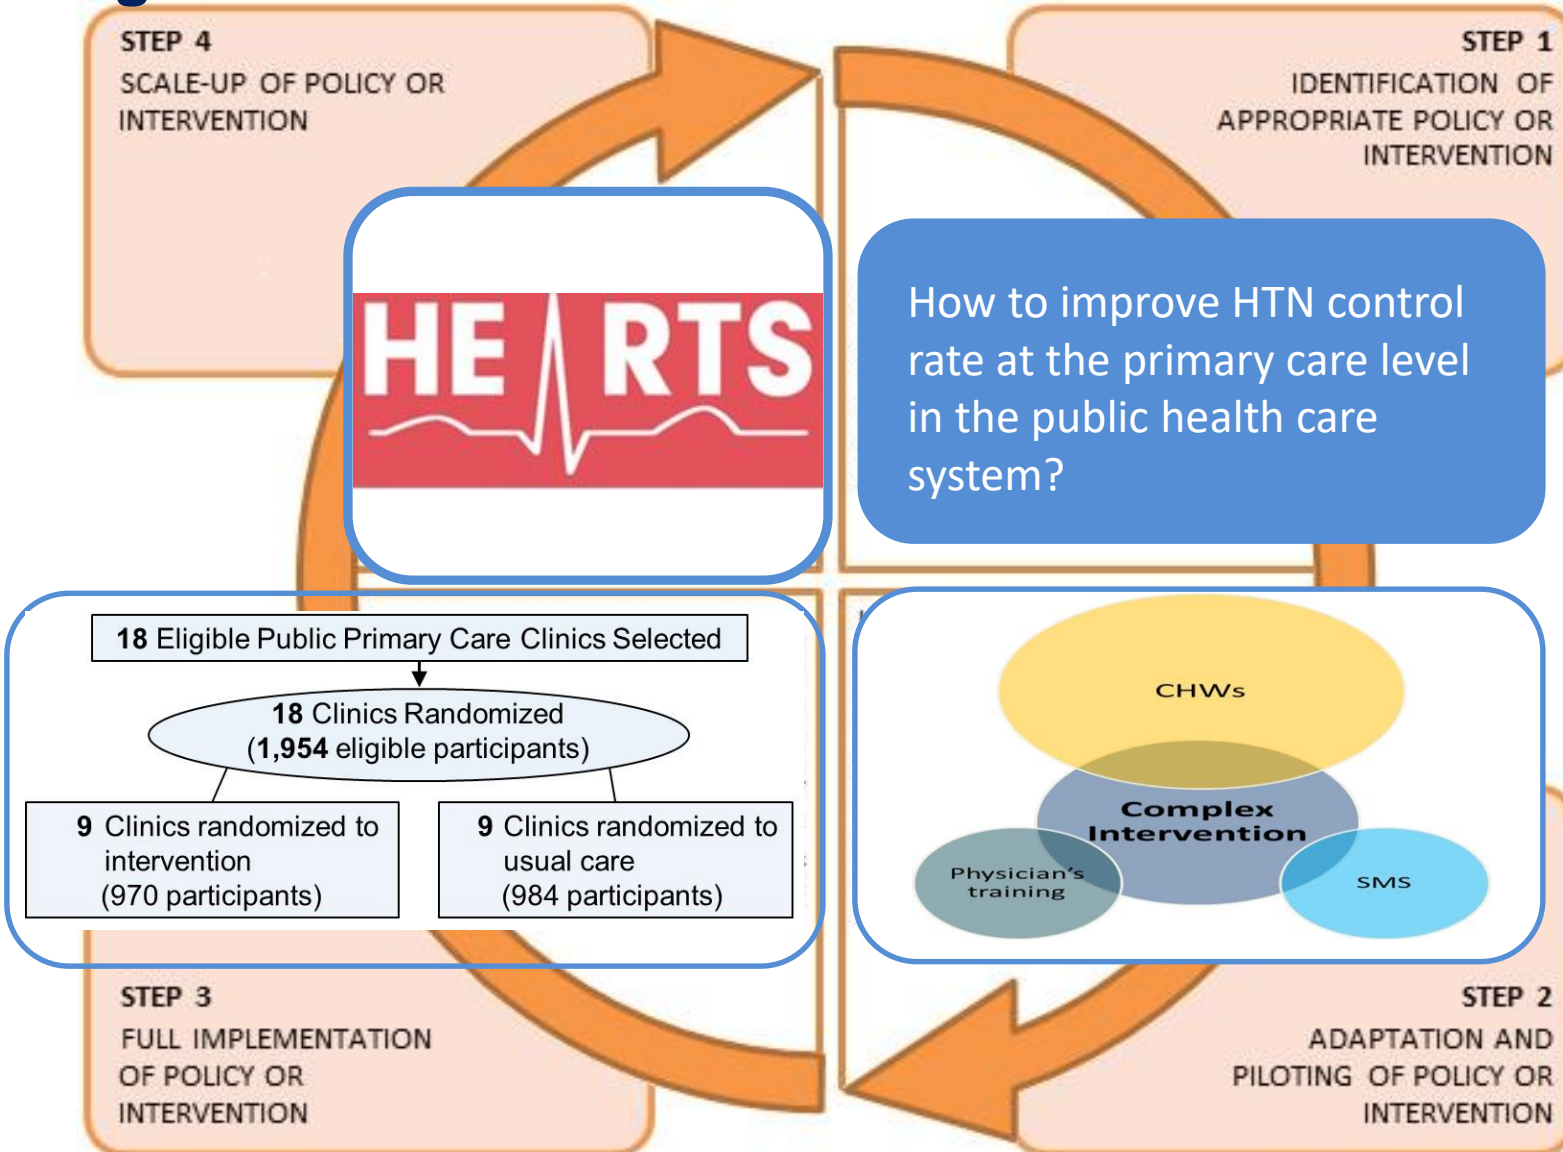 STEP 4
SCALE-UP OF POLICY OR
INTERVENTION
STEP 1
IDENTIFICATION OF
APPROPRIATE POLICY OR
INTERVENTION
HEARTS
How to improve HTN control
rate at the primary care level
in the public health care
system?
18 Eligible Public Primary Care Clinics Selected
18 Clinics Randomized
(1,954 eligible participants)
9 Clinics randomized to
intervention
(970 participants)
9 Clinics randomized to
usual care
(984 participants)
CHWs
Complex
Intervention
Physician's
training
SMS
STEP 3
FULL IMPLEMENTATION
OF POLICY OR
INTERVENTION
STEP 2
ADAPTATION AND
PILOTING OF POLICY OR
INTERVENTION